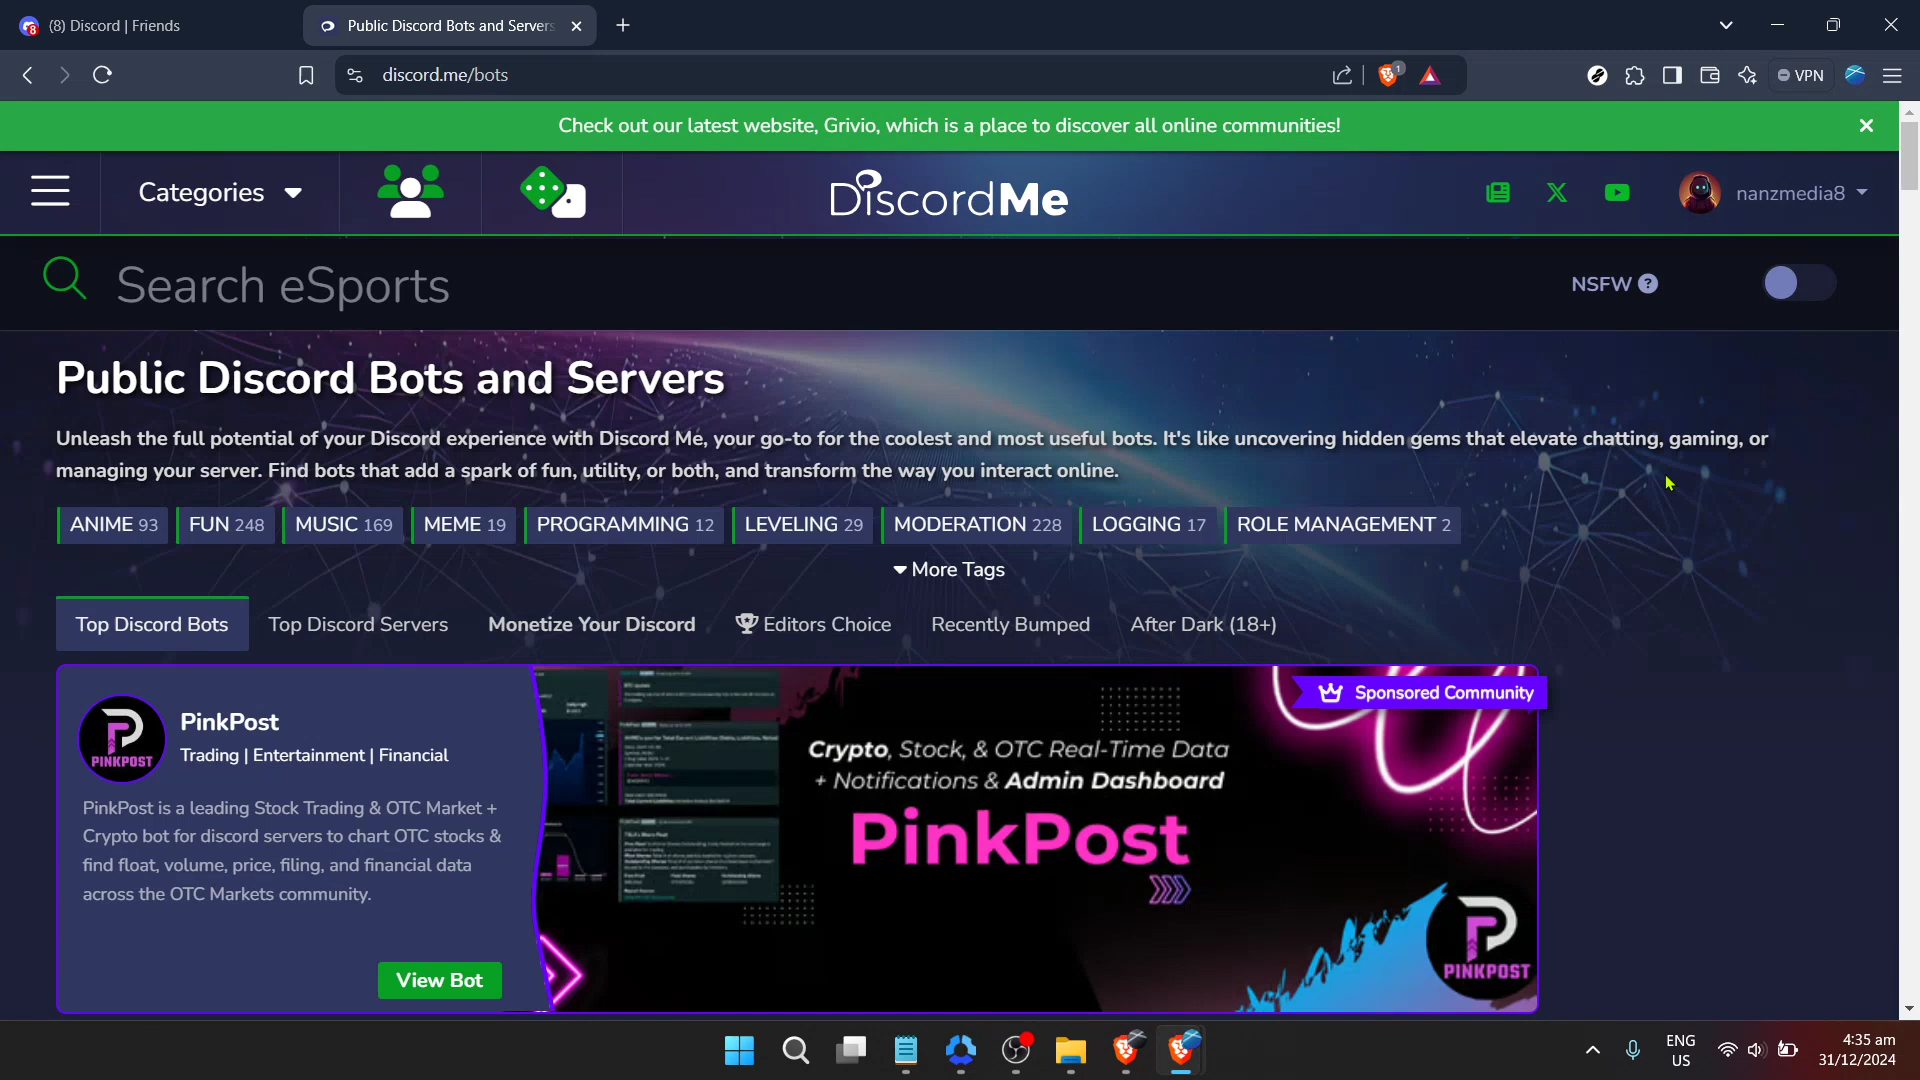 (8) Discord | Friends
Public Discord Bots and Servers
discord.me/bots
1
VPN
Check out our latest website, Grivio, which is a place to discover all online communities!
Categories
DiscordMe
nanzmedia8
Search eSports
NSFW ?
Public Discord Bots and Servers
Unleash the full potential of your Discord experience with Discord Me, your go-to for the coolest and most useful bots. It's like uncovering hidden gems that elevate chatting, gaming, or
managing your server. Find bots that add a spark of fun, utility, or both, and transform the way you interact online.
ANIME 93 FUN 248 MUSIC 169 MEME 19 PROGRAMMING 12 LEVELING 29 MODERATION 228 LOGGING 17 ROLE MANAGEMENT 2
More Tags
Top Discord Bots Top Discord Servers Monetize Your Discord Editors Choice Recently Bumped After Dark (18+)
Sponsored Community
PinkPost
Trading | Entertainment | Financial
PinkPost is a leading Stock Trading & OTC Market +
Crypto bot for discord servers to chart OTC stocks &
find float, volume, price, filing, and financial data
across the OTC Markets community.
View Bot
PINKPOST
Crypto, Stock, & OTC Real-Time Data
+ Notifications & Admin Dashboard
PinkPost
PINKPOST
ENG
US
4:35 am
31/12/2024